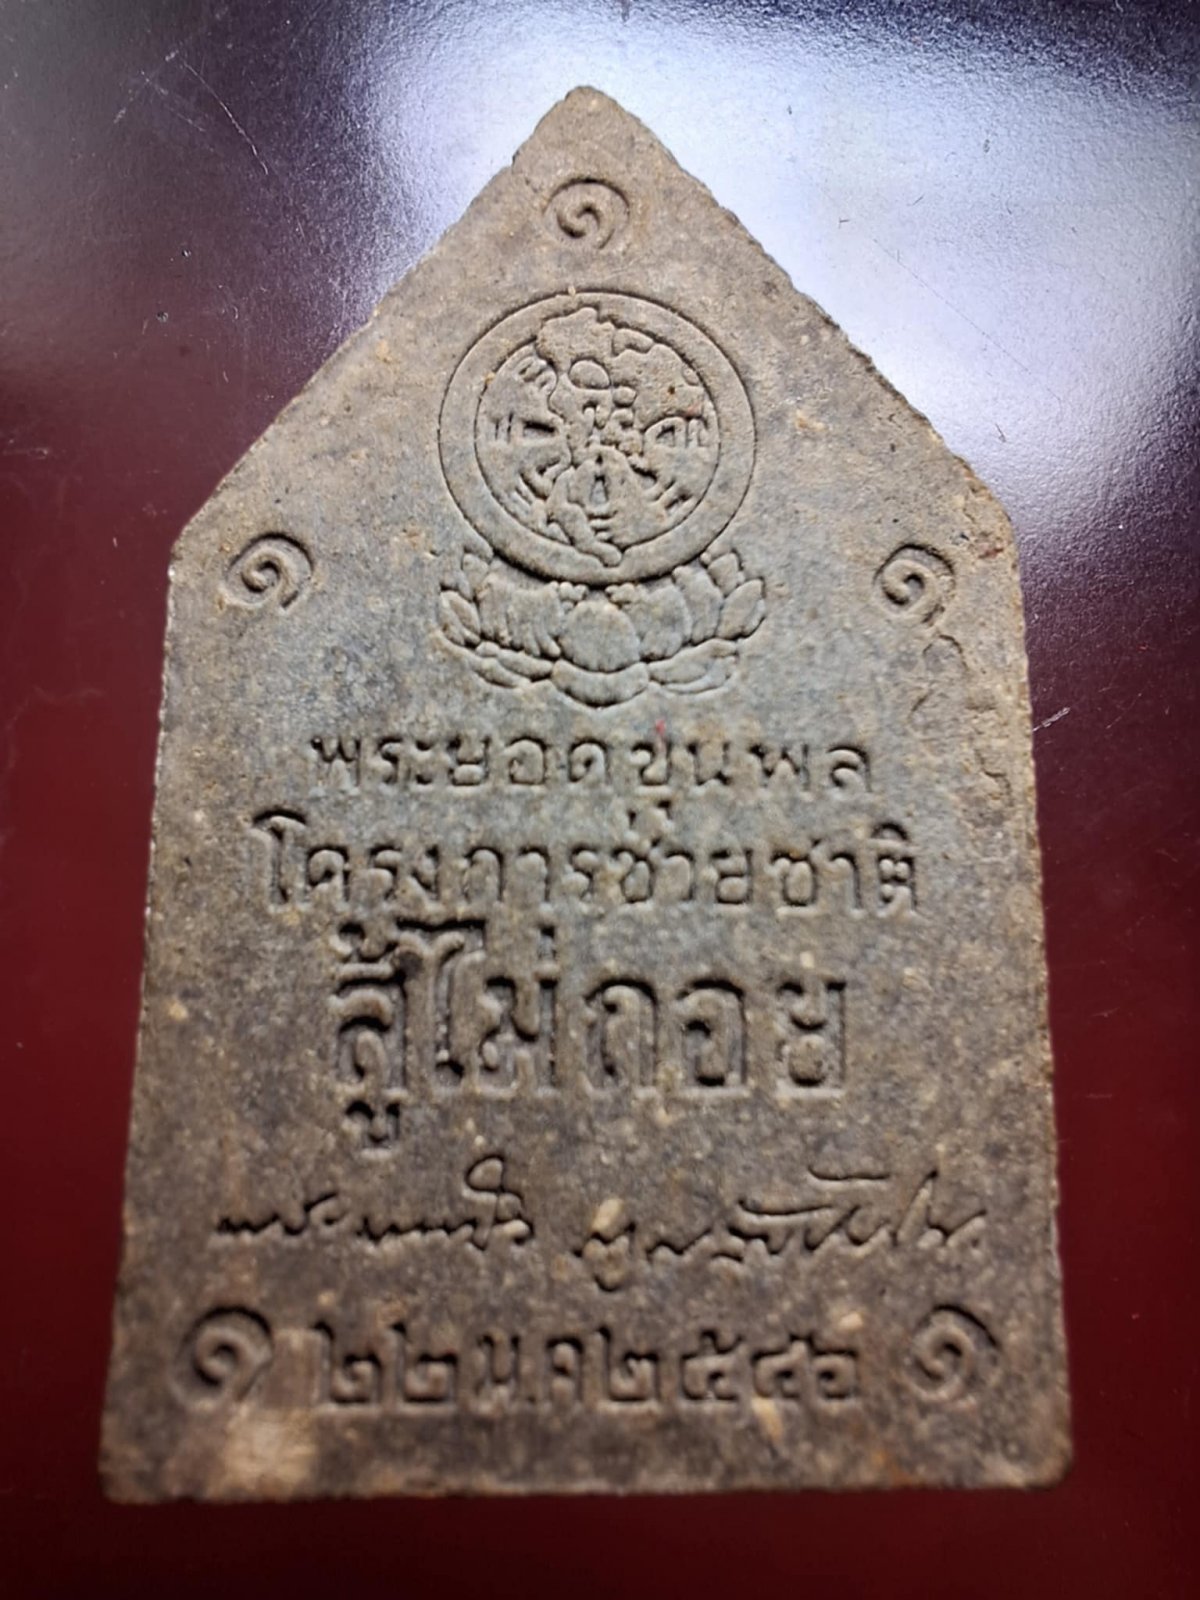 ๑
๑ ๑
พระยอดขุนพล
โครงการช่วยชาติ
สู้ไม่ถอย
๑ ๒๒ ม.ค ๒๕๔๖ ๑